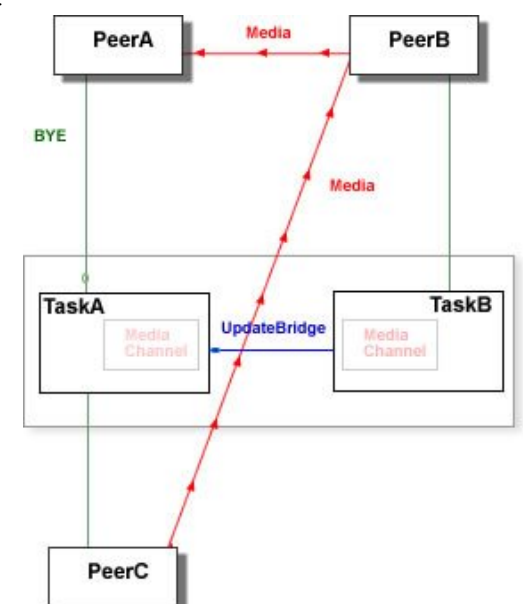 PeerA
Media
PeerB
BYE
Media
TaskA
TaskB
UpdateBridge
Media
Channel
Media
Channel
PeerC